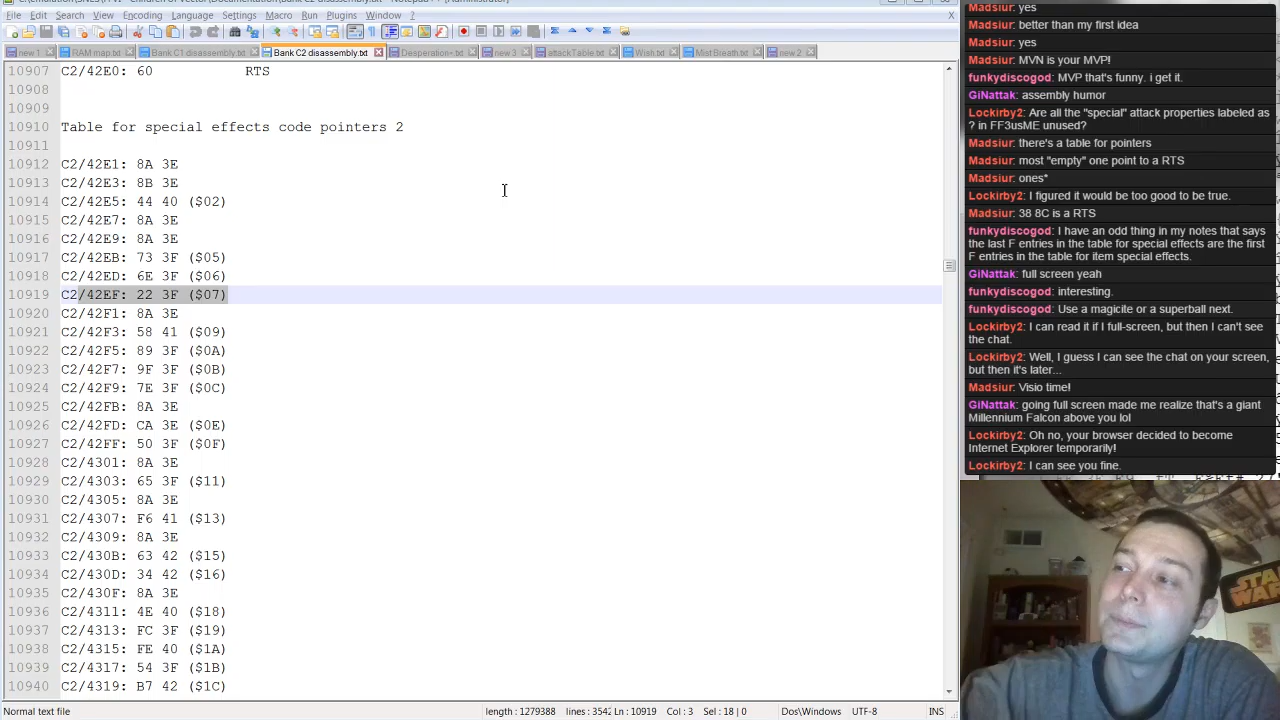 File Edit Search View Encoding Language Settings Macro Run Plugins Window ?
new 1 RAM map.txt Bank C1 disassembly.txt Bank C2 disassembly.txt Desperation+.txt new 3 attackTable.txt Wish.txt Mist Breath.txt new 2
10907 C2/42E0: 60 RTS
10908
10909
10910 Table for special effects code pointers 2
10911
10912 C2/42E1: 8A 3E
10913 C2/42E3: 8B 3E
10914 C2/42E5: 44 40 ($02)
10915 C2/42E7: 8A 3E
10916 C2/42E9: 8A 3E
10917 C2/42EB: 73 3F ($05)
10918 C2/42ED: 6E 3F ($06)
10919 C2/42EF: 22 3F ($07)
10920 C2/42F1: 8A 3E
10921 C2/42F3: 58 41 ($09)
10922 C2/42F5: 89 3F ($0A)
10923 C2/42F7: 9F 3F ($0B)
10924 C2/42F9: 7E 3F ($0C)
10925 C2/42FB: 8A 3E
10926 C2/42FD: CA 3E ($0E)
10927 C2/42FF: 50 3F ($0F)
10928 C2/4301: 8A 3E
10929 C2/4303: 65 3F ($11)
10930 C2/4305: 8A 3E
10931 C2/4307: F6 41 ($13)
10932 C2/4309: 8A 3E
10933 C2/430B: 63 42 ($15)
10934 C2/430D: 34 42 ($16)
10935 C2/430F: 8A 3E
10936 C2/4311: 4E 40 ($18)
10937 C2/4313: FC 3F ($19)
10938 C2/4315: FE 40 ($1A)
10939 C2/4317: 54 3F ($1B)
10940 C2/4319: B7 42 ($1C)
Normal text file length : 1279388 lines : 3542 Ln : 10919 Col : 3 Sel : 18 | 0 Dos\Windows UTF-8 INS
Madsiur: yes
Madsiur: better than my first idea
Madsiur: yes
Madsiur: MVN is your MVP!
funkydiscogod: MVP that's funny. i get it.
GiNattak: assembly humor
Lockirby2: Are all the "special" attack properties labeled as
? in FF3usME unused?
Madsiur: there's a table for pointers
Madsiur: most "empty" one point to a RTS
Madsiur: ones*
Lockirby2: I figured it would be too good to be true.
Madsiur: 38 8C is a RTS
funkydiscogod: I have an odd thing in my notes that says
the last F entries in the table for special effects are the first
F entries in the table for item special effects.
GiNattak: full screen yeah
funkydiscogod: interesting.
funkydiscogod: Use a magicite or a superball next.
Lockirby2: I can read it if I full-screen, but then I can't see
the chat.
Lockirby2: Well, I guess I can see the chat on your screen,
but then it's later...
Madsiur: Visio time!
GiNattak: going full screen made me realize that's a giant
Millennium Falcon above you lol
Lockirby2: Oh no, your browser decided to become
Internet Explorer temporarily!
Lockirby2: I can see you fine.
STAR
WARS